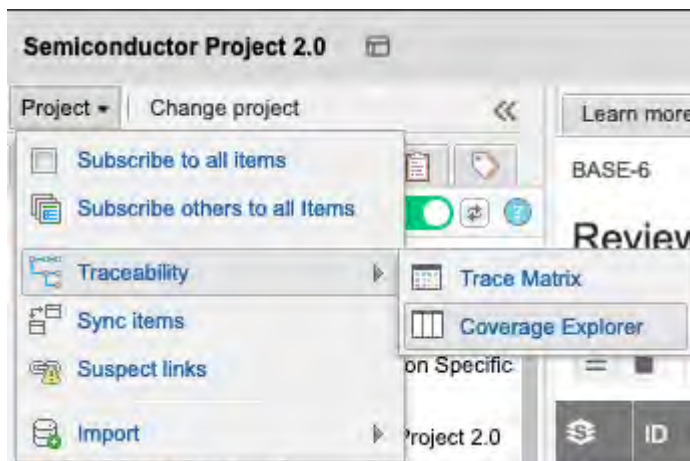 Semiconductor Project 2.0
Project
Change project
«
Learn more
Subscribe to all items
BASE-6
Subscribe others to all Items
Review
Traceability
Trace Matrix
Sync items
Coverage Explorer
Suspect links
on Specific
Import
Project 2.0
S
ID